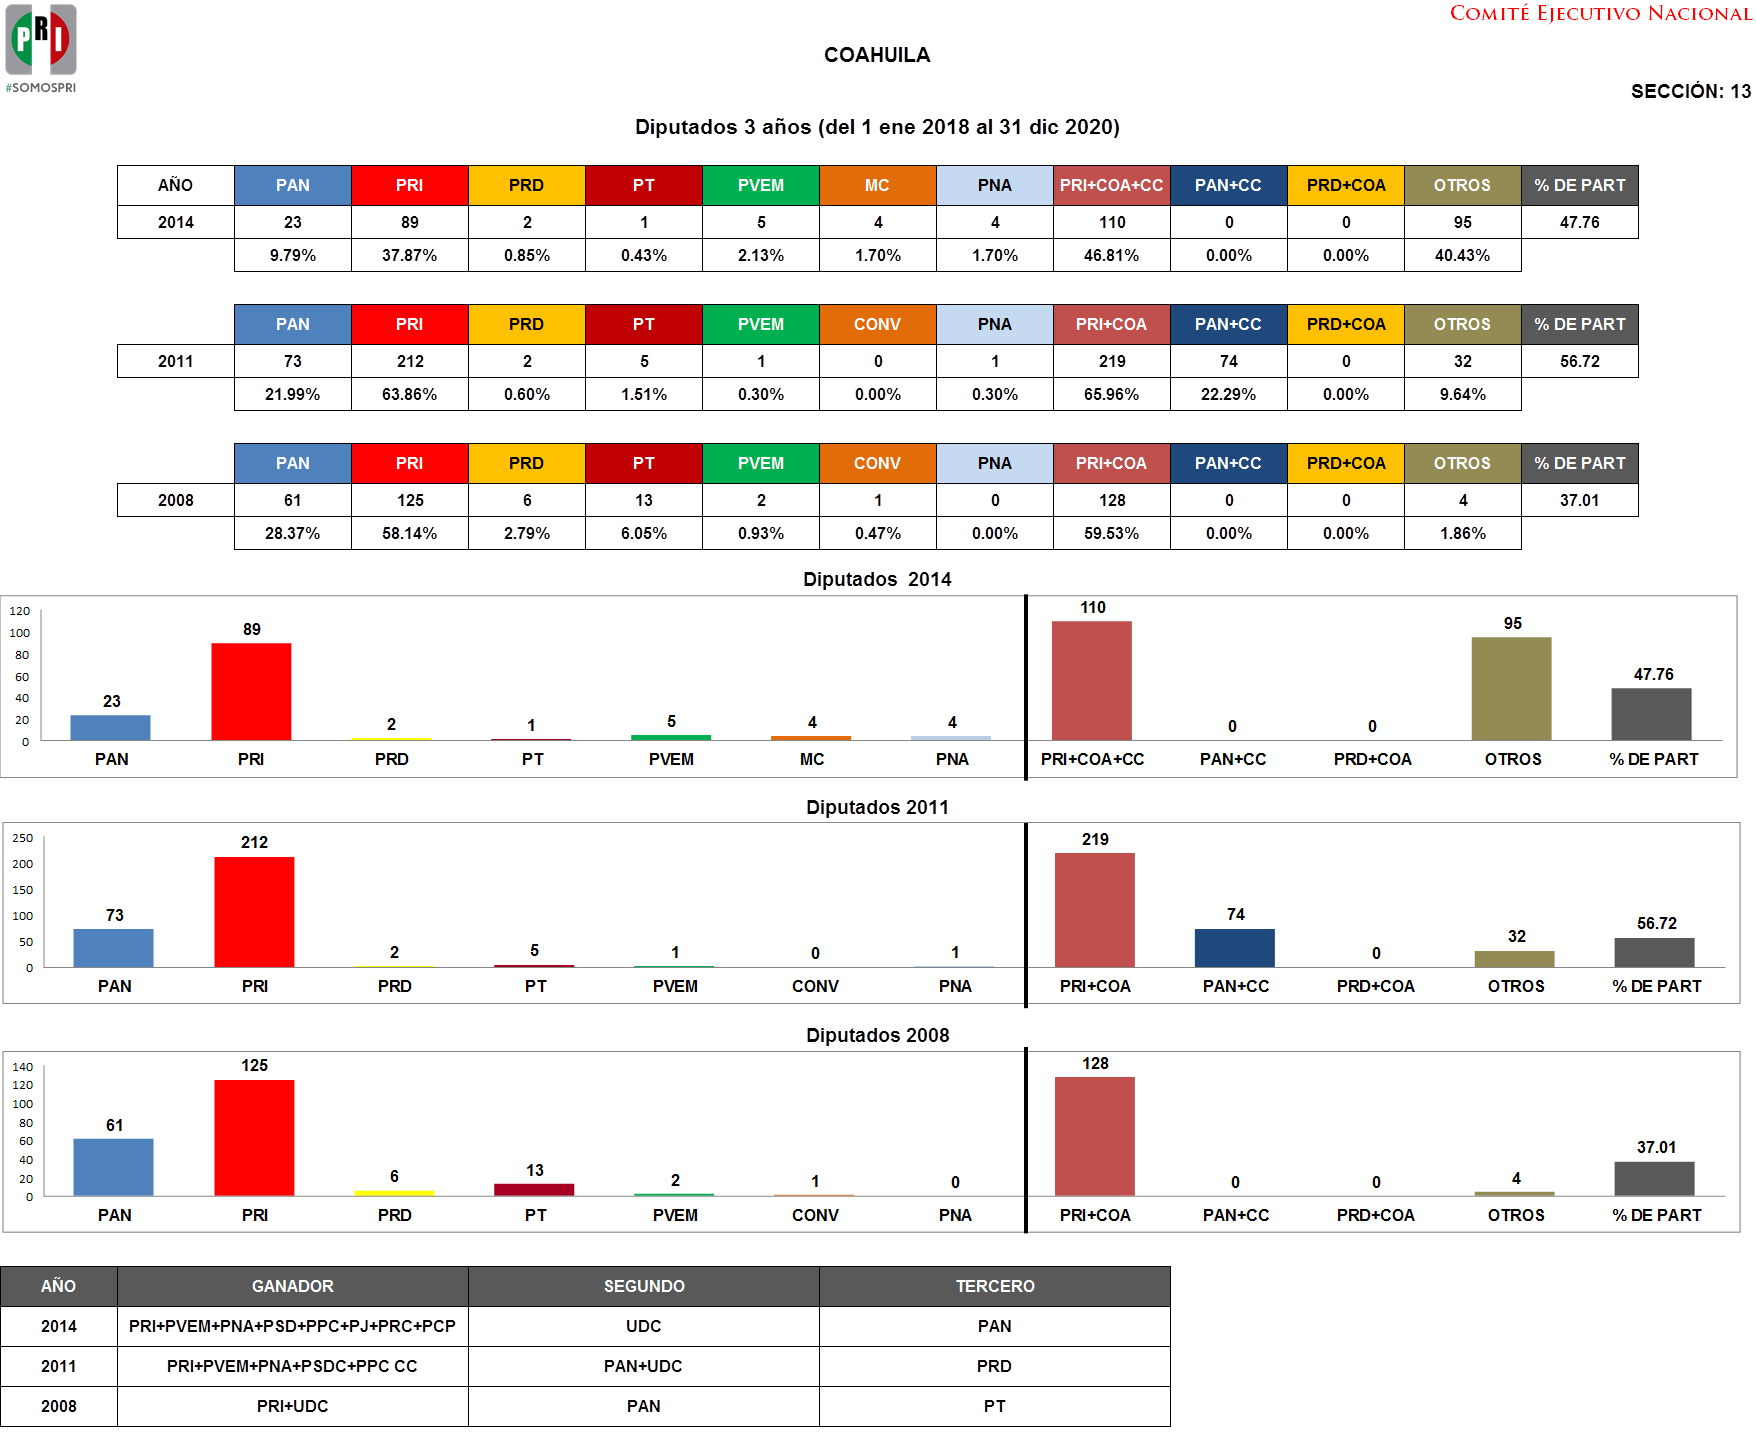 PRI
#SOMOSPRI
COMITÉ EJECUTIVO NACIONAL
COAHUILA
SECCIÓN: 13
Diputados 3 años (del 1 ene 2018 al 31 dic 2020)
AÑO PAN PRI PRD PT PVEM MC PNA PRI+COA+CC PAN+CC PRD+COA OTROS % DE PART
2014 23 89 2 1 5 4 4 110 0 0 95 47.76
9.79% 37.87% 0.85% 0.43% 2.13% 1.70% 1.70% 46.81% 0.00% 0.00% 40.43%
PAN PRI PRD PT PVEM CONV PNA PRI+COA PAN+CC PRD+COA OTROS % DE PART
2011 73 212 2 5 1 0 1 219 74 0 32 56.72
21.99% 63.86% 0.60% 1.51% 0.30% 0.00% 0.30% 65.96% 22.29% 0.00% 9.64%
PAN PRI PRD PT PVEM CONV PNA PRI+COA PAN+CC PRD+COA OTROS % DE PART
2008 61 125 6 13 2 1 0 128 0 0 4 37.01
28.37% 58.14% 2.79% 6.05% 0.93% 0.47% 0.00% 59.53% 0.00% 0.00% 1.86%
Diputados 2014
120
100
80
60
40
20
0
23 89 2 1 5 4 4 110 0 0 95 47.76
PAN PRI PRD PT PVEM MC PNA PRI+COA+CC PAN+CC PRD+COA OTROS % DE PART
Diputados 2011
250
200
150
100
50
0
73 212 2 5 1 0 1 219 74 0 32 56.72
PAN PRI PRD PT PVEM CONV PNA PRI+COA PAN+CC PRD+COA OTROS % DE PART
Diputados 2008
140
120
100
80
60
40
20
0
61 125 6 13 2 1 0 128 0 0 4 37.01
PAN PRI PRD PT PVEM CONV PNA PRI+COA PAN+CC PRD+COA OTROS % DE PART
AÑO GANADOR SEGUNDO TERCERO
2014 PRI+PVEM+PNA+PSD+PPC+PJ+PRC+PCP UDC PAN
2011 PRI+PVEM+PNA+PSDC+PPC CC PAN+UDC PRD
2008 PRI+UDC PAN PT